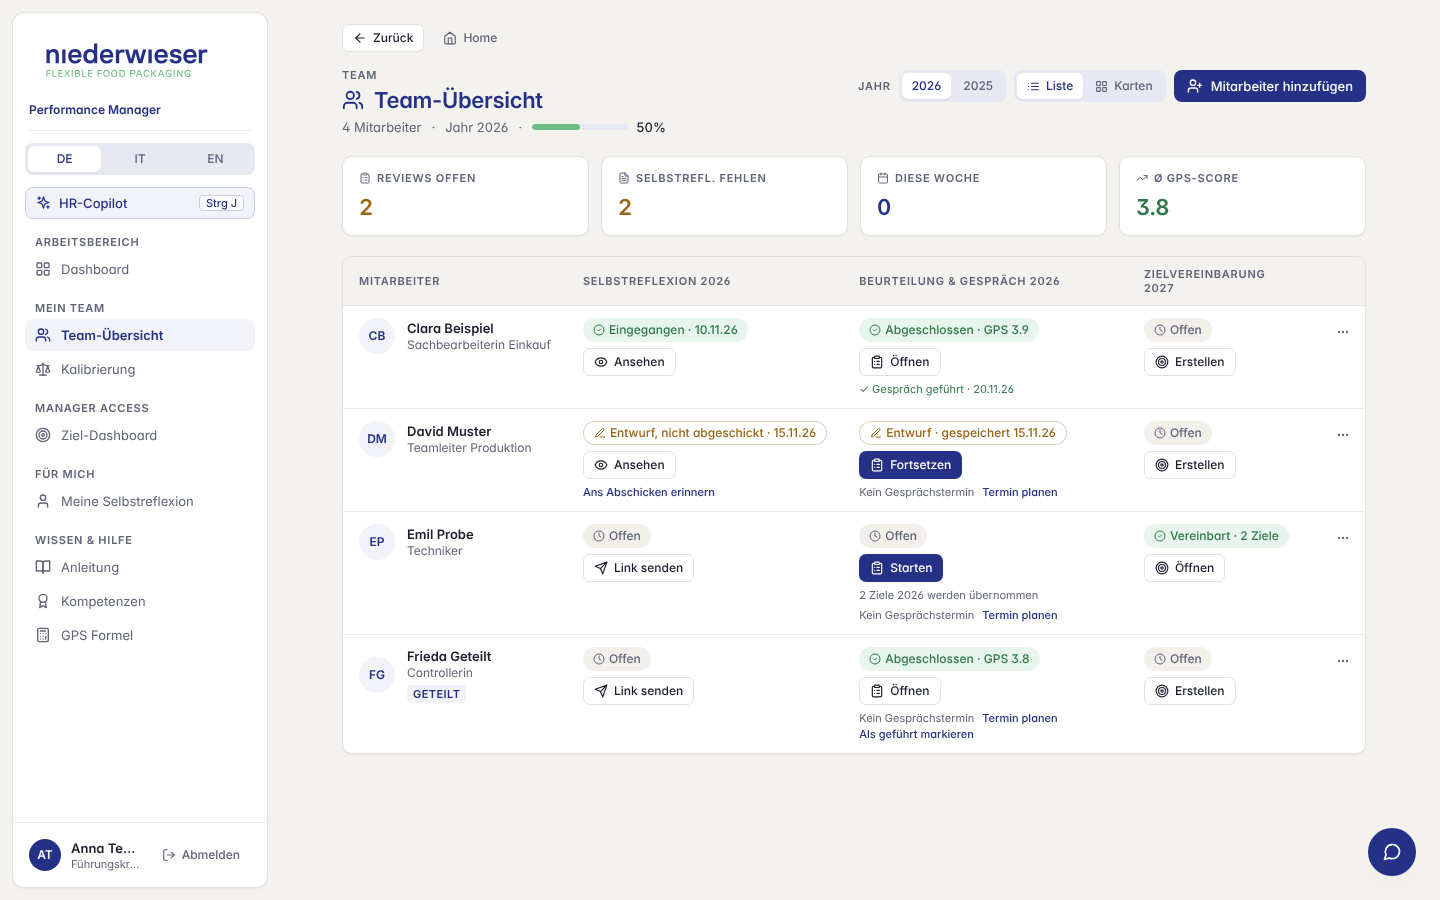 niederwieser
FLEXIBLE FOOD PACKAGING
Performance Manager
DE IT EN
HR-Copilot Strg J
ARBEITSBEREICH
Dashboard
MEIN TEAM
Team-Übersicht
Kalibrierung
MANAGER ACCESS
Ziel-Dashboard
FÜR MICH
Meine Selbstreflexion
WISSEN & HILFE
Anleitung
Kompetenzen
GPS Formel
AT Anna Te...
Führungskr...
Abmelden
Zurück Home
TEAM
Team-Übersicht
4 Mitarbeiter · Jahr 2026 · 50%
JAHR 2026 2025 Liste Karten Mitarbeiter hinzufügen
REVIEWS OFFEN
2
SELBSTREFL. FEHLEN
2
DIESE WOCHE
0
Ø GPS-SCORE
3.8
MITARBEITER SELBSTREFLEXION 2026 BEURTEILUNG & GESPRÄCH 2026 ZIELVEREINBARUNG
2027
CB Clara Beispiel
Sachbearbeiterin Einkauf
Eingegangen · 10.11.26
Ansehen
Abgeschlossen · GPS 3.9
Öffnen
Gespräch geführt · 20.11.26
Offen
Erstellen
DM David Muster
Teamleiter Produktion
Entwurf, nicht abgeschickt · 15.11.26
Ansehen
Ans Abschicken erinnern
Entwurf · gespeichert 15.11.26
Fortsetzen
Kein Gesprächstermin Termin planen
Offen
Erstellen
EP Emil Probe
Techniker
Offen
Link senden
Offen
Starten
2 Ziele 2026 werden übernommen
Kein Gesprächstermin Termin planen
Vereinbart · 2 Ziele
Öffnen
FG Frieda Geteilt
Controllerin
GETEILT
Offen
Link senden
Abgeschlossen · GPS 3.8
Öffnen
Kein Gesprächstermin Termin planen
Als geführt markieren
Offen
Erstellen